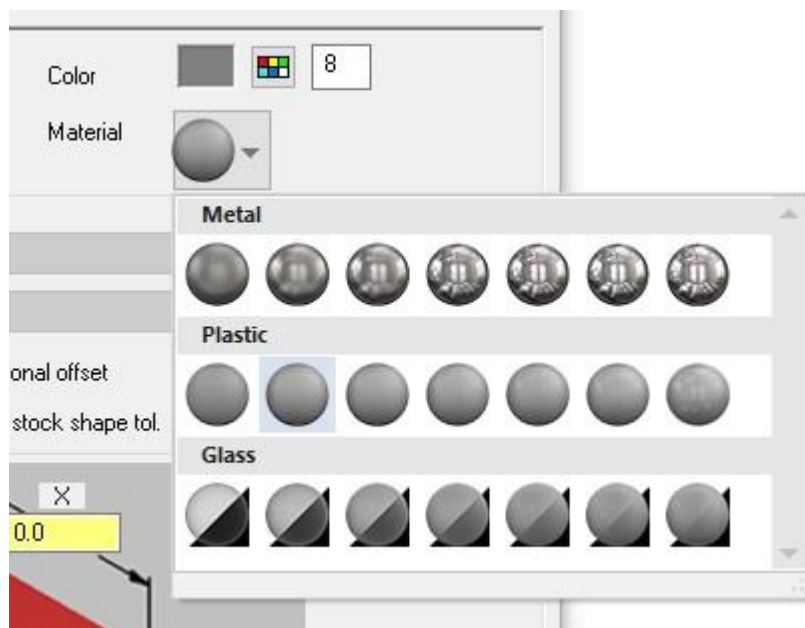 Color
8
Material
Metal
Plastic
onal offset
stock shape tol.
Glass
X
0.0